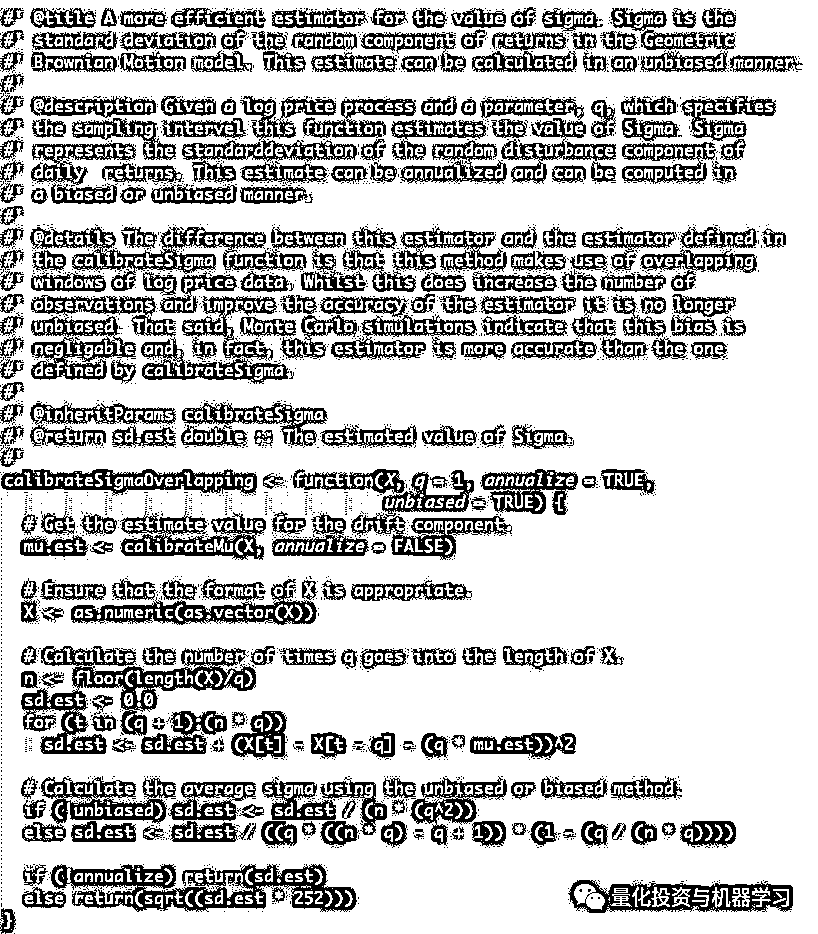 #' @title A more efficient estimator for the value of sigma. Sigma is the
#' standard deviation of the random component of returns in the Geometric
#' Brownian Motion model. This estimate can be calculated in an unbiased manner.
#'
#' @description Given a log price process and a parameter, q, which specifies
#' the sampling intervel this function estimates the value of Sigma. Sigma
#' represents the standarddeviation of the random disturbance component of
#' daily  returns. This estimate can be annualized and can be computed in
#' a biased or unbiased manner.
#'
#' @details The difference between this estimator and the estimator defined in
#' the calibrateSigma function is that this method makes use of overlapping
#' windows of log price data. Whilst this does increase the number of
#' observations and improve the accuracy of the estimator it is no longer
#' unbiased. That said, Monte Carlo simulations indicate that this bias is
#' negligable and, in fact, this estimator is more accurate than the one
#' defined by calibrateSigma.
#'
#' @inheritParams calibrateSigma
#' @return sd.est double :: The estimated value of Sigma.
#'
calibrateSigmaOverlapping <- function(X, q = 1, annualize = TRUE,
                                      unbiased = TRUE) {
  # Get the estimate value for the drift component.
  mu.est <- calibrateMu(X, annualize = FALSE)

  # Ensure that the format of X is appropriate.
  X <- as.numeric(as.vector(X))

  # Calculate the number of times q goes into the length of X.
  n <- floor(length(X)/q)
  sd.est <- 0.0
  for (t in (q + 1):(n * q))
    sd.est <- sd.est + (X[t] - X[t - q] - (q * mu.est))^2

  # Calculate the average sigma using the unbiased or biased method.
  if (!unbiased) sd.est <- sd.est / (n * (q^2))
  else sd.est <- sd.est / ((q * ((n * q) - q + 1)) * (1 - (q / (n * q))))

  if (!annualize) return(sd.est)
  else return(sqrt((sd.est * 252)))
}
量化投资与机器学习